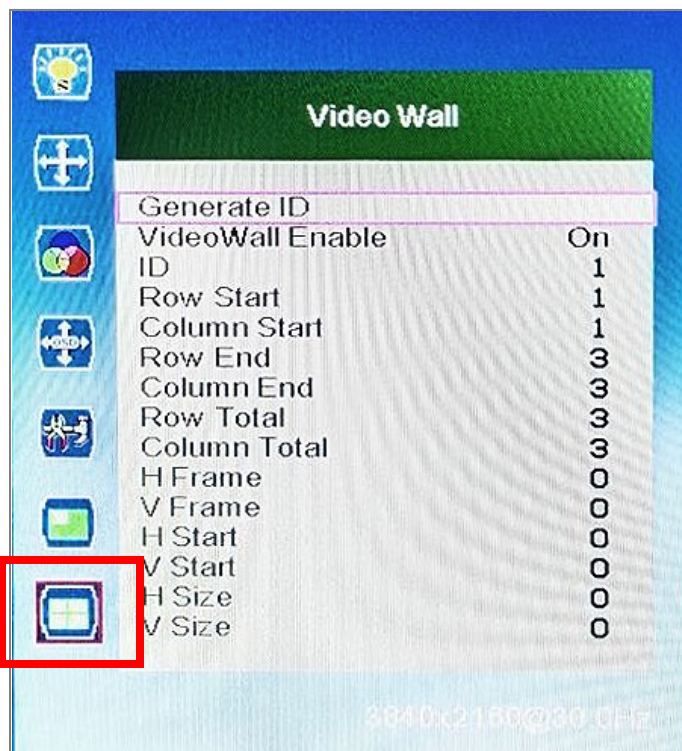 Video Wall
Generate ID
VideoWall Enable On
ID 1
Row Start 1
Column Start 1
Row End 3
Column End 3
Row Total 3
Column Total 3
H Frame 0
V Frame 0
H Start 0
V Start 0
H Size 0
V Size 0
S
OSD
3840x2160@30.0Hz